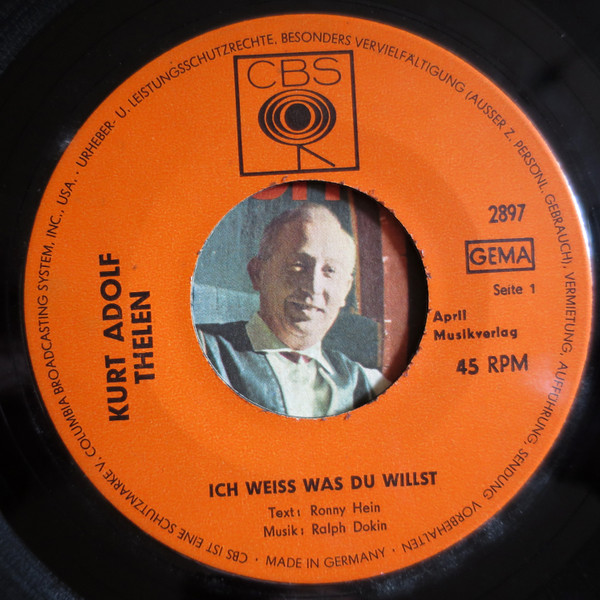 URHEBER- U. LEISTUNGSSCHUTZRECHTE, BESONDERS VERVIELFÄLTIGUNG (AUSSER Z. PERSÖNL. GEBRAUCH), VERMIETUNG, AUFFÜHRUNG, SENDUNG VORBEHALTEN
CBS
2897
GEMA
Seite 1
April
Musikverlag
45 RPM
KURT ADOLF
THELEN
ICH WEISS WAS DU WILLST
Text: Ronny Hein
Musik: Ralph Dokin
· MADE IN GERMANY ·
CBS IST EINE SCHUTZMARKE V. COLUMBIA BROADCASTING SYSTEM, INC., USA. ·